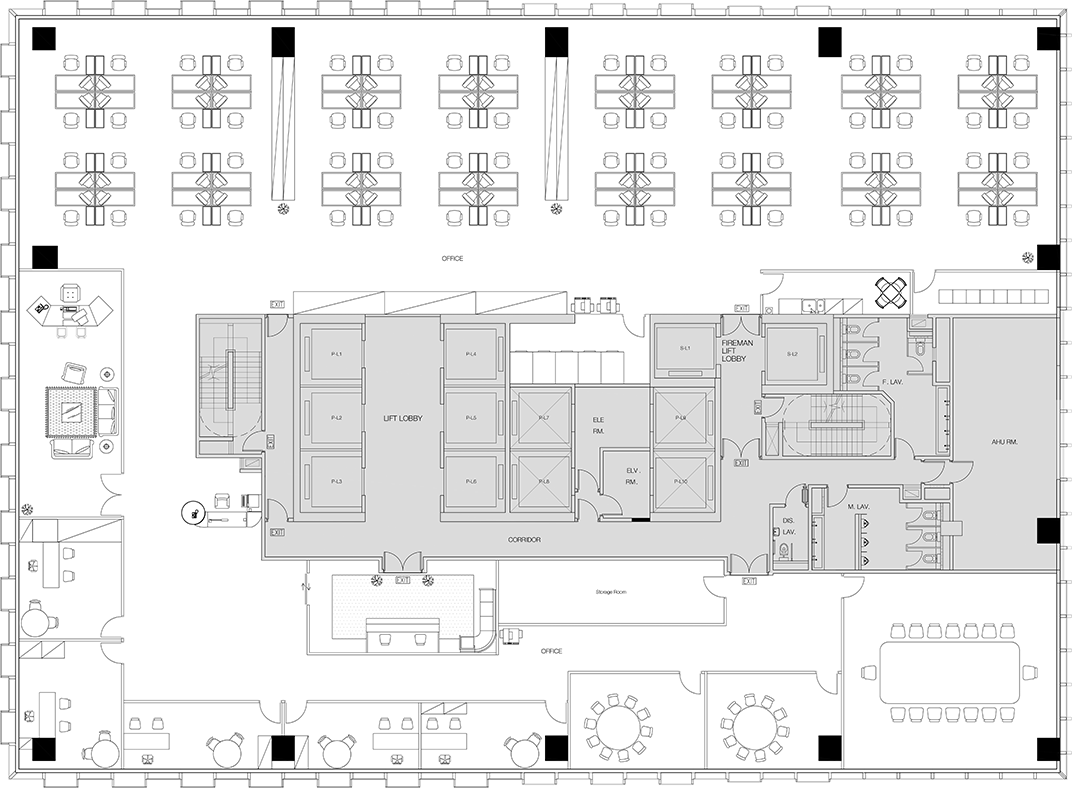 OFFICE
EXIT
EXIT
FIREMAN
LIFT
LOBBY
P-L1
P-L4
S-L1
S-L2
F. LAV.
EXIT
P-L2
LIFT LOBBY
P-L5
P-L7
ELE
RM.
P-L9
EXIT
AHU RM.
EXIT
P-L3
P-L6
P-L8
ELV.
RM.
P-L10
M. LAV.
DIS.
LAV.
EXIT
CORRIDOR
EXIT
EXIT
Storage Room
OFFICE